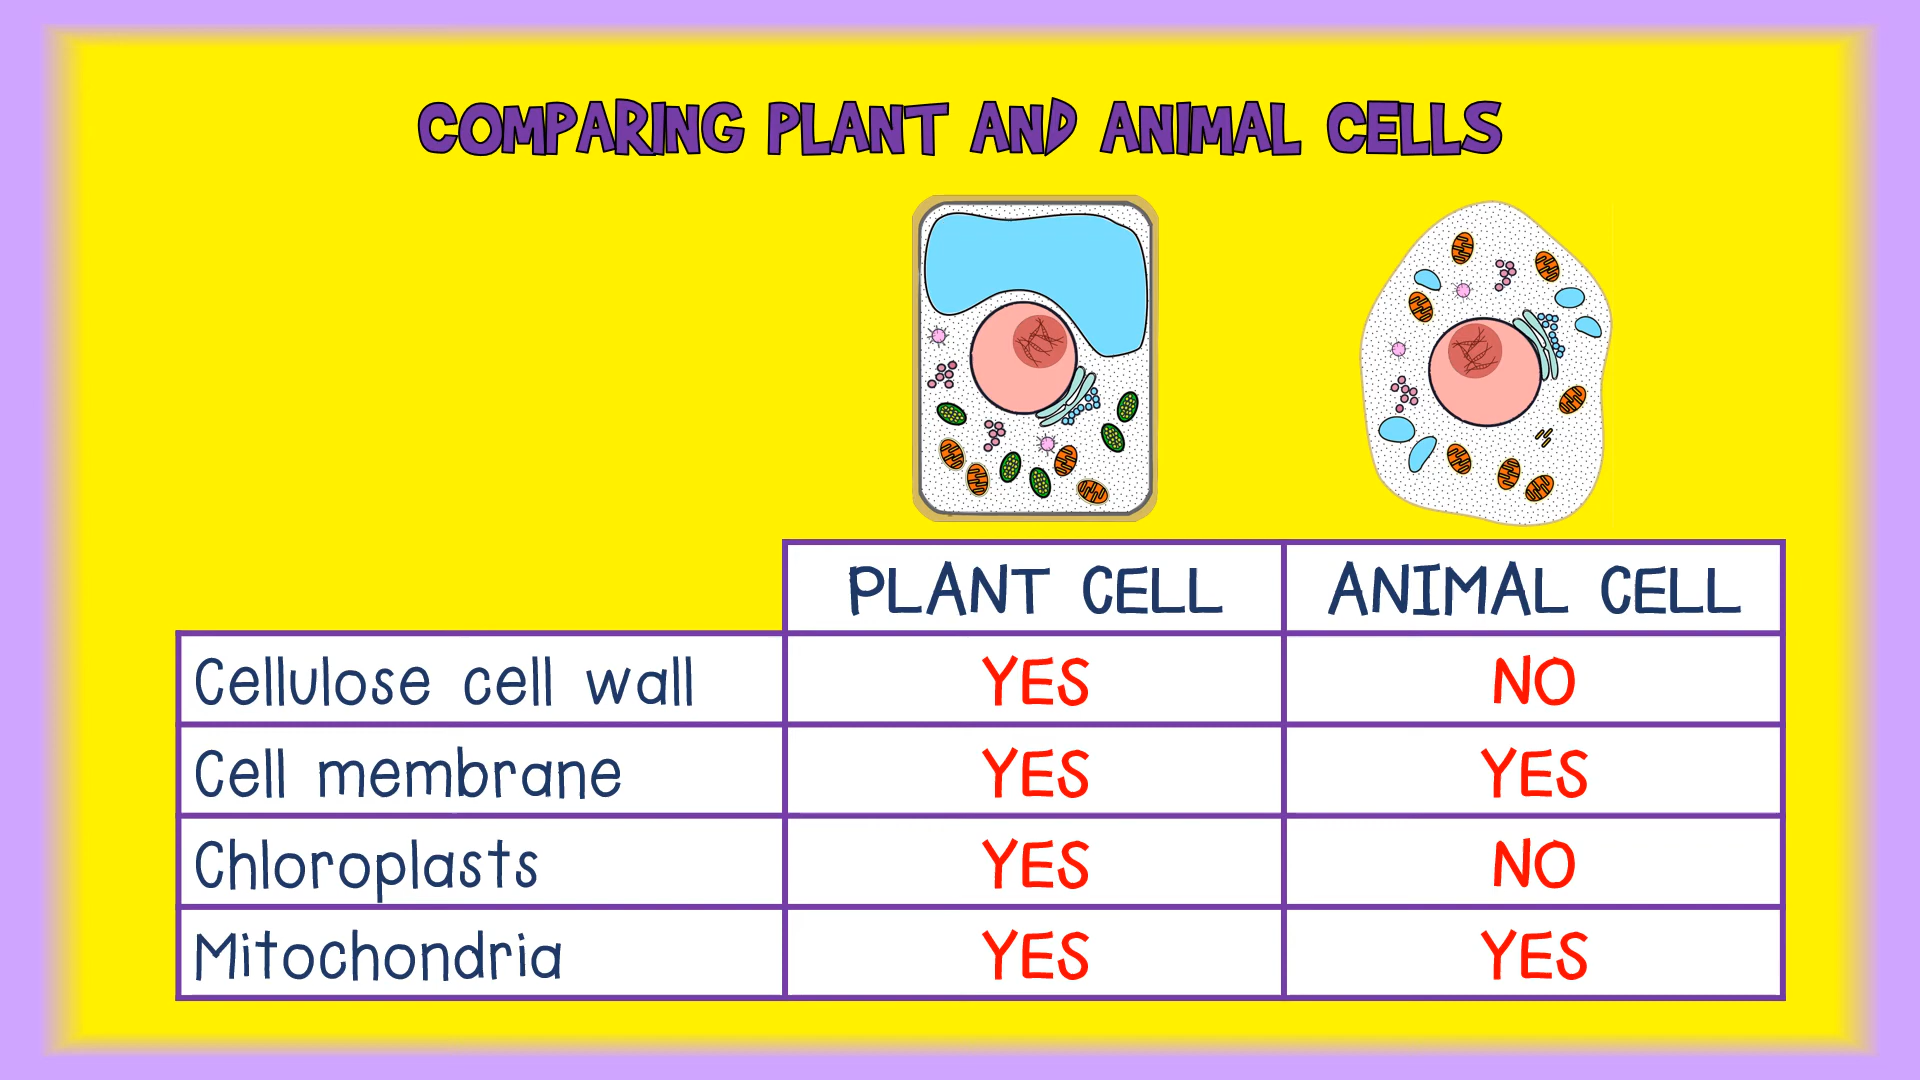 COMPARING PLANT AND ANIMAL CELLS
PLANT CELL ANIMAL CELL
Cellulose cell wall YES NO
Cell membrane YES YES
Chloroplasts YES NO
Mitochondria YES YES